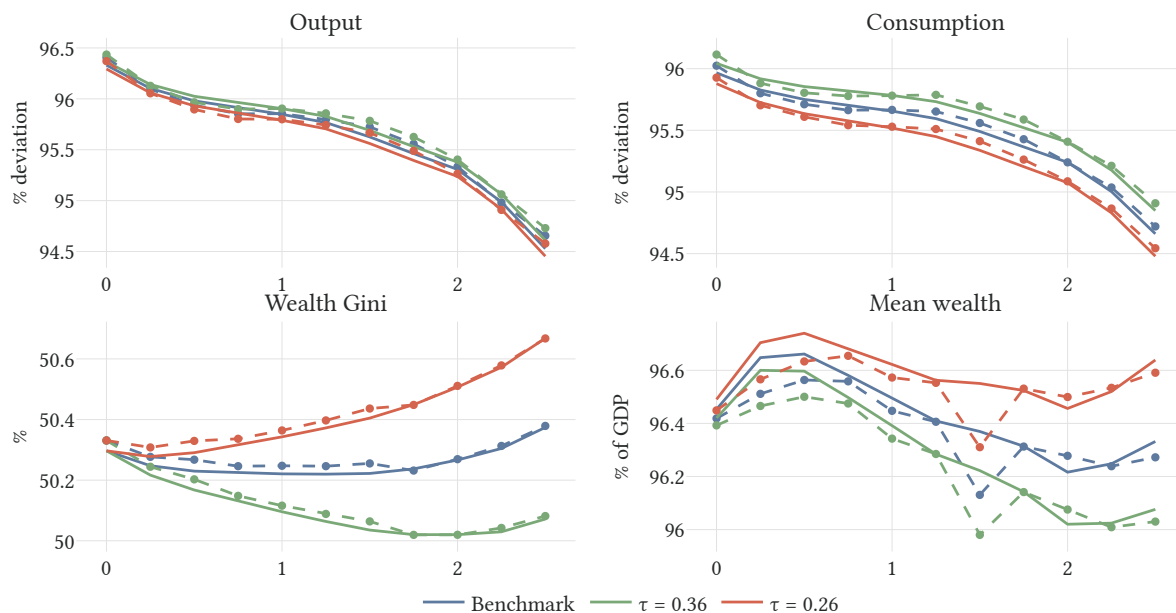 Output
% deviation
96.5
96
95.5
95
94.5
0 1 2
Consumption
% deviation
96
95.5
95
94.5
0 1 2
Wealth Gini
%
50.6
50.4
50.2
50
0 1 2
Mean wealth
% of GDP
96.6
96.4
96.2
96
0 1 2
Benchmark τ = 0.36 τ = 0.26